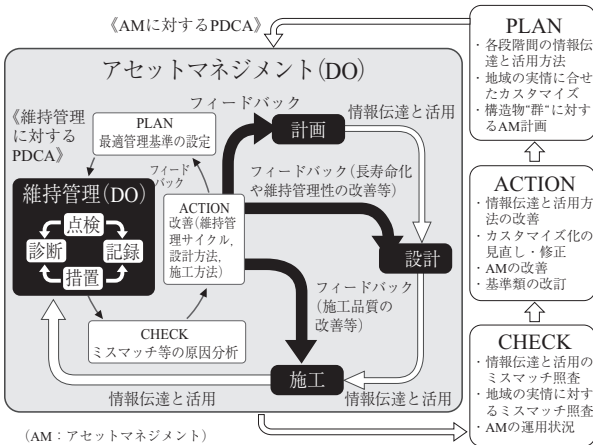 《AMに対するPDCA》
アセットマネジメント(DO)
フィードバック
情報伝達と活用
《維持管理
に対する
PDCA》
PLAN
最適管理基準の設定
計画
フィード
バック
フィードバック(長寿命化
や維持管理性の改善等)
維持管理(DO)
点検
診断
記録
措置
ACTION
改善(維持管
理サイクル,
設計方法,
施工方法)
設計
フィードバック
(施工品質の
改善等)
CHECK
ミスマッチ等の原因分析
施工
情報伝達と活用
情報伝達と活用
(AM:アセットマネジメント)
PLAN
・各段階間の情報伝
達と活用方法
・地域の実情に合せ
たカスタマイズ
・構造物"群"に対す
るAM計画
ACTION
・情報伝達と活用方
法の改善
・カスタマイズ化の
見直し・修正
・AMの改善
・基準類の改訂
CHECK
・情報伝達と活用の
ミスマッチ照査
・地域の実情に対す
るミスマッチ照査
・AMの運用状況